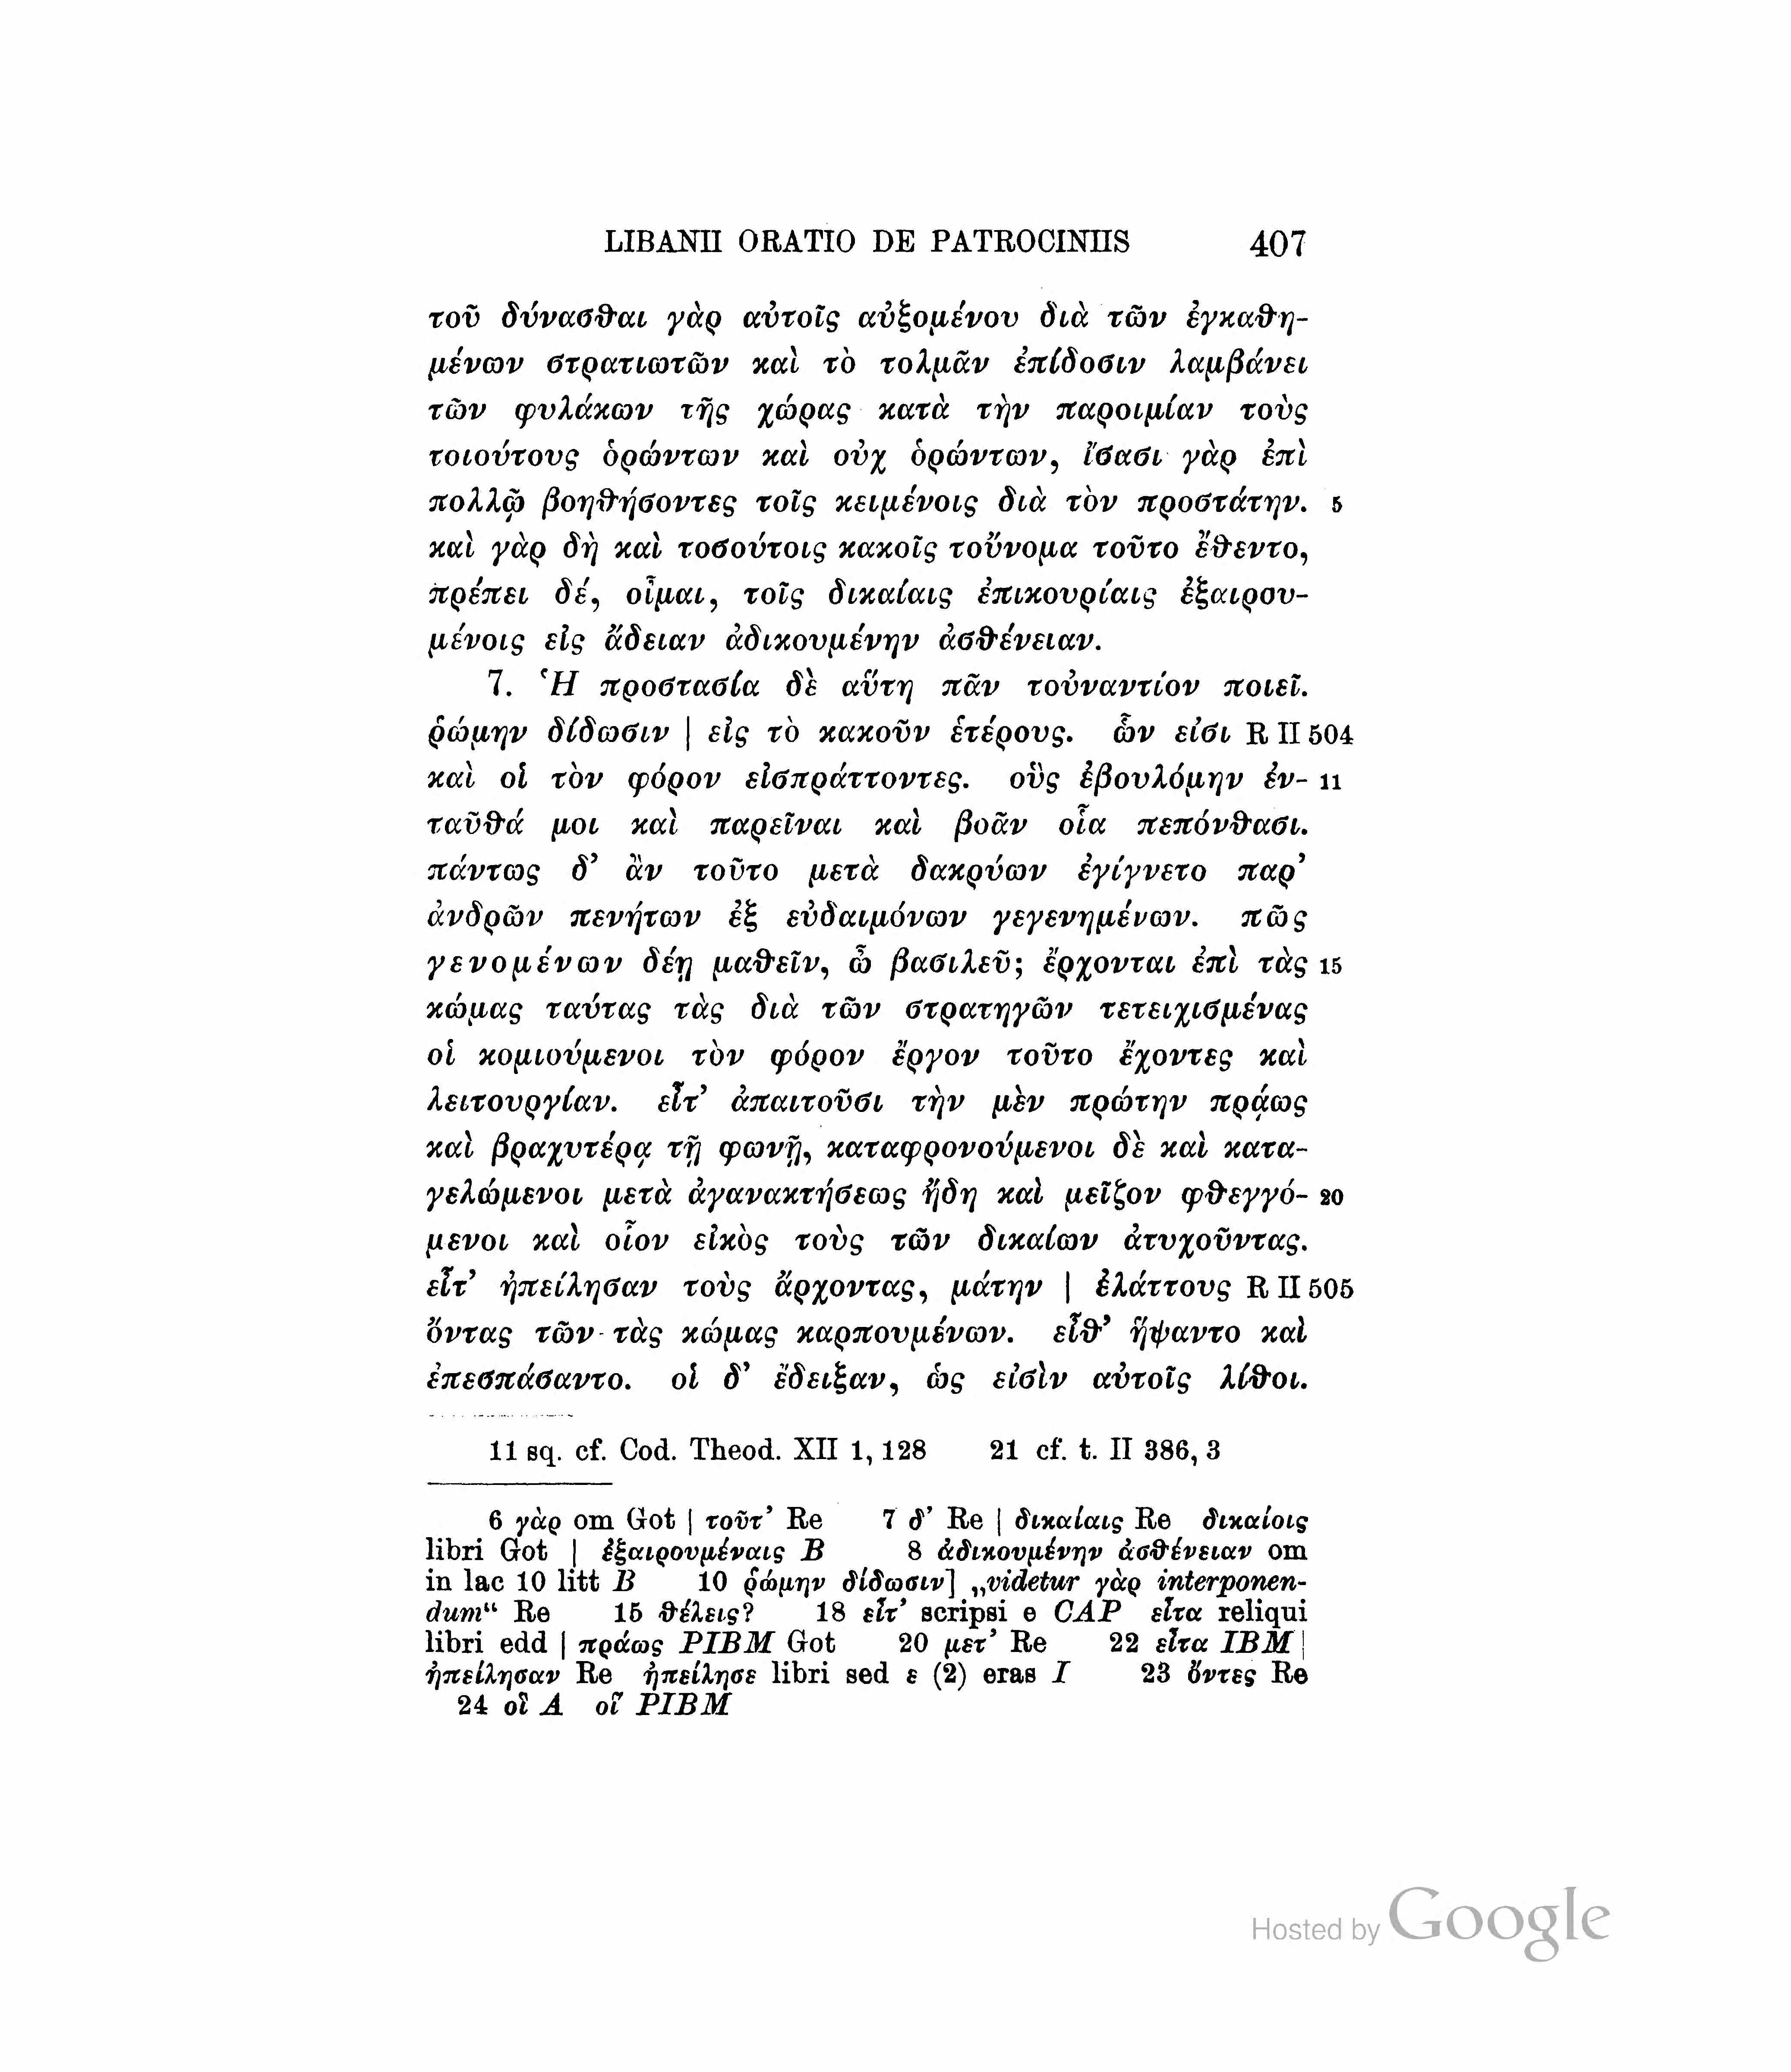 LIBANII ORATIO DE PATROCINIIS 407
τοῦ δύνασθαι γὰρ αὐτοῖς αὐξομένου διὰ τῶν ἐγκαθη-
μένων στρατιωτῶν καὶ τὸ τολμᾶν ἐπίδοσιν λαμβάνει
τῶν φυλάκων τῆς χώρας κατὰ τὴν παροιμίαν τοὺς
τοιούτους ὁρώντων καὶ οὐχ ὁρώντων, ἴσασι γὰρ ἐπὶ
πολλῷ βοηθήσοντες τοῖς κειμένοις διὰ τὸν προστάτην. 5
καὶ γὰρ δὴ καὶ τοσούτοις κακοῖς τοὔνομα τοῦτο ἔθεντο,
πρέπει δέ, οἶμαι, τοῖς δικαίαις ἐπικουρίαις ἐξαιρου-
μένοις εἰς ἄδειαν ἀδικουμένην ἀσθένειαν.
7. Ἡ προστασία δὲ αὕτη πᾶν τοὐναντίον ποιεῖ.
ῥώμην δίδωσιν | εἰς τὸ κακοῦν ἑτέρους. ὧν εἰσι R II 504
καὶ οἱ τὸν φόρον εἰσπράττοντες. οὓς ἐβουλόμην ἐν- 11
ταῦθά μοι καὶ παρεῖναι καὶ βοᾶν οἷα πεπόνθασι.
πάντως δ’ ἂν τοῦτο μετὰ δακρύων ἐγίγνετο παρ’
ἀνδρῶν πενήτων ἐξ εὐδαιμόνων γεγενημένων. πῶς
γενομένων δέῃ μαθεῖν, ὦ βασιλεῦ; ἔρχονται ἐπὶ τὰς 15
κώμας ταύτας τὰς διὰ τῶν στρατηγῶν τετειχισμένας
οἱ κομιούμενοι τὸν φόρον ἔργον τοῦτο ἔχοντες καὶ
λειτουργίαν. εἶτ’ ἀπαιτοῦσι τὴν μὲν πρώτην πρᾴως
καὶ βραχυτέρᾳ τῇ φωνῇ, καταφρονούμενοι δὲ καὶ κατα-
γελώμενοι μετὰ ἀγανακτήσεως ἤδη καὶ μεῖζον φθεγγό- 20
μενοι καὶ οἷον εἰκὸς τοὺς τῶν δικαίων ἀτυχοῦντας.
εἶτ’ ἠπείλησαν τοὺς ἄρχοντας, μάτην | ἐλάττους R II 505
ὄντας τῶν τὰς κώμας καρπουμένων. εἶθ’ ἥψαντο καὶ
ἐπεσπάσαντο. οἱ δ’ ἔδειξαν, ὡς εἰσὶν αὐτοῖς λίθοι.
11 sq. cf. Cod. Theod. XII 1, 128 21 cf. t. II 386, 3
6 γὰρ om Got | τοῦτ’ Re 7 δ’ Re | δικαίαις Re δικαίοις
libri Got | ἐξαιρουμέναις B 8 ἀδικουμένην ἀσθένειαν om
in lac 10 litt B 10 ῥώμην δίδωσιν] „videtur γὰρ interponen-
dum“ Re 15 θέλεις? 18 εἶτ’ scripsi e CAP εἶτα reliqui
libri edd | πράως PIBM Got 20 μετ’ Re 22 εἶτα IBM |
ἠπείλησαν Re ἠπείλησε libri sed ε (2) eras I 23 ὄντες Re
24 οἳ A οἵ PIBM
Hosted by Google